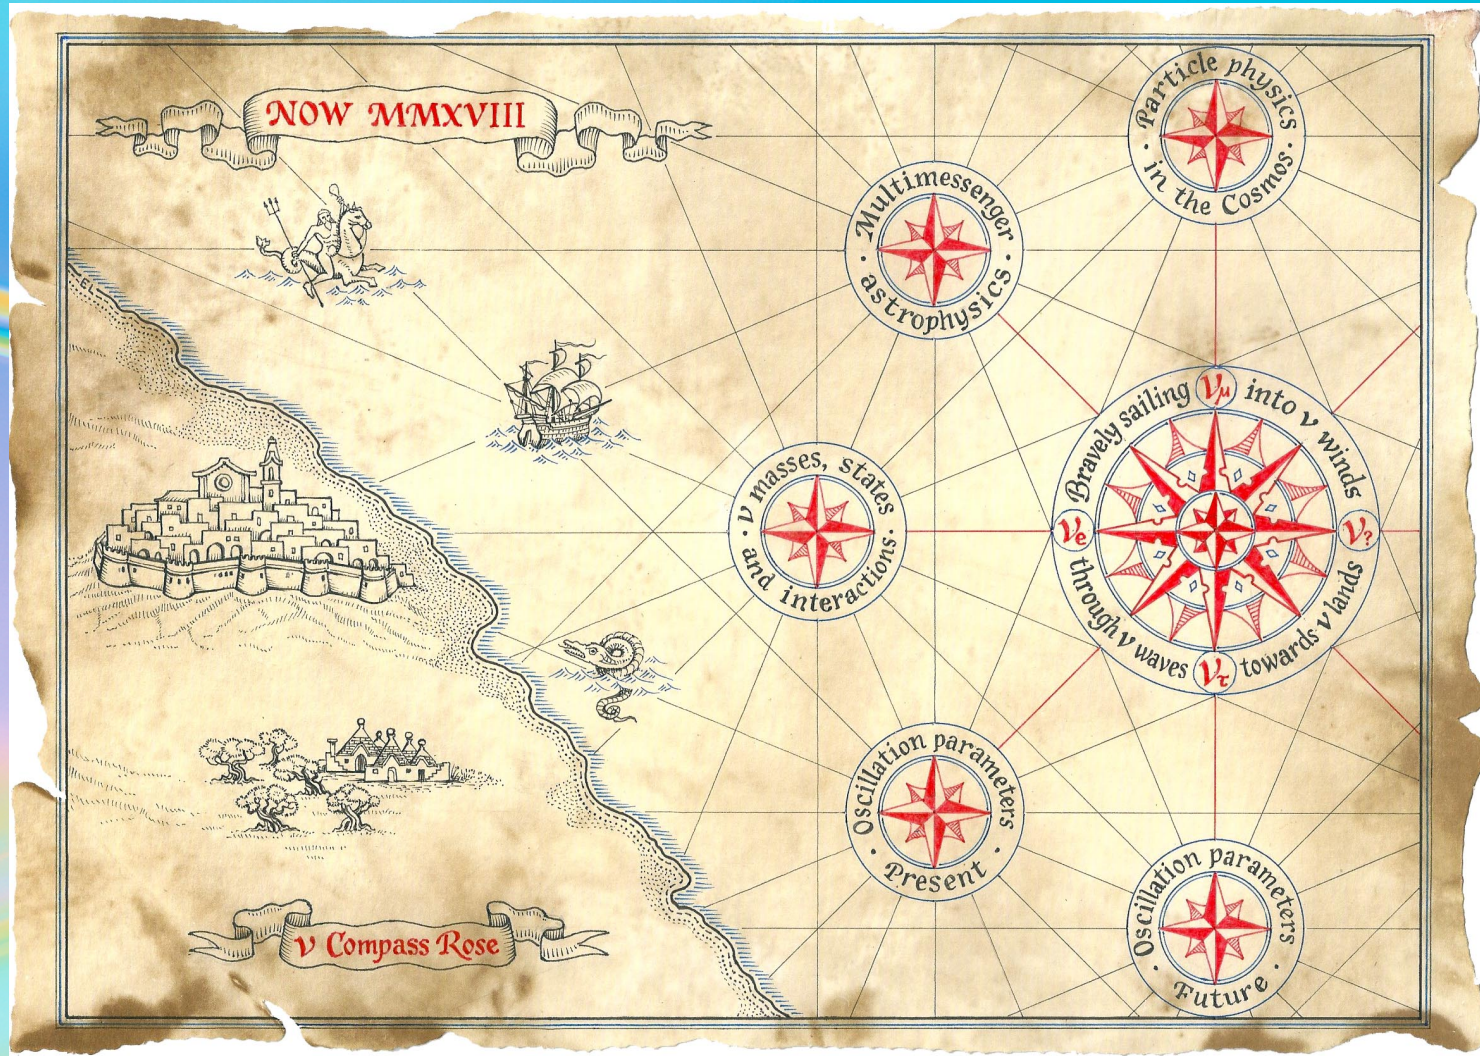 NOW MMXVIII
Particle physics
· in the Cosmos ·
Multimessenger
· astrophysics ·
Bravely sailing νμ into ν winds
νe
ν?
through ν waves ντ towards ν lands
· ν masses, states
and interactions ·
Oscillation parameters
· Present ·
Oscillation parameters
· Future ·
ν Compass Rose